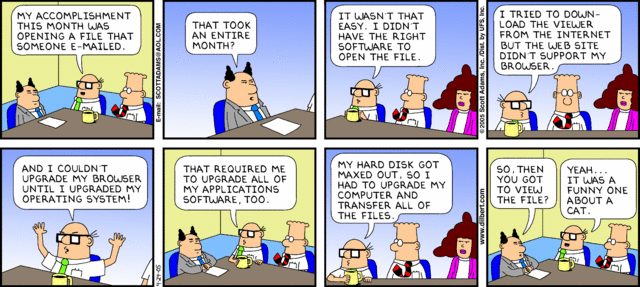 MY ACCOMPLISHMENT
THIS MONTH WAS
OPENING A FILE THAT
SOMEONE E-MAILED.
THAT TOOK
AN ENTIRE
MONTH?
E-mail: SCOTTADAMS@AOL.COM
IT WASN'T THAT
EASY. I DIDN'T
HAVE THE RIGHT
SOFTWARE TO
OPEN THE FILE.
I TRIED TO DOWN-
LOAD THE VIEWER
FROM THE INTERNET
BUT THE WEB SITE
DIDN'T SUPPORT MY
BROWSER.
©2005 Scott Adams, Inc. /Dist. by UFS, Inc.
AND I COULDN'T
UPGRADE MY BROWSER
UNTIL I UPGRADED MY
OPERATING SYSTEM!
THAT REQUIRED
ME TO UPGRADE ALL OF
MY APPLICATIONS
SOFTWARE, TOO.
4-24-05
MY HARD DISK GOT
MAXED OUT, SO I
HAD TO UPGRADE MY
COMPUTER AND
TRANSFER ALL OF
THE FILES.
www.dilbert.com
SO, THEN
YOU GOT
TO VIEW
THE FILE?
YEAH...
IT WAS A
FUNNY ONE
ABOUT A
CAT.